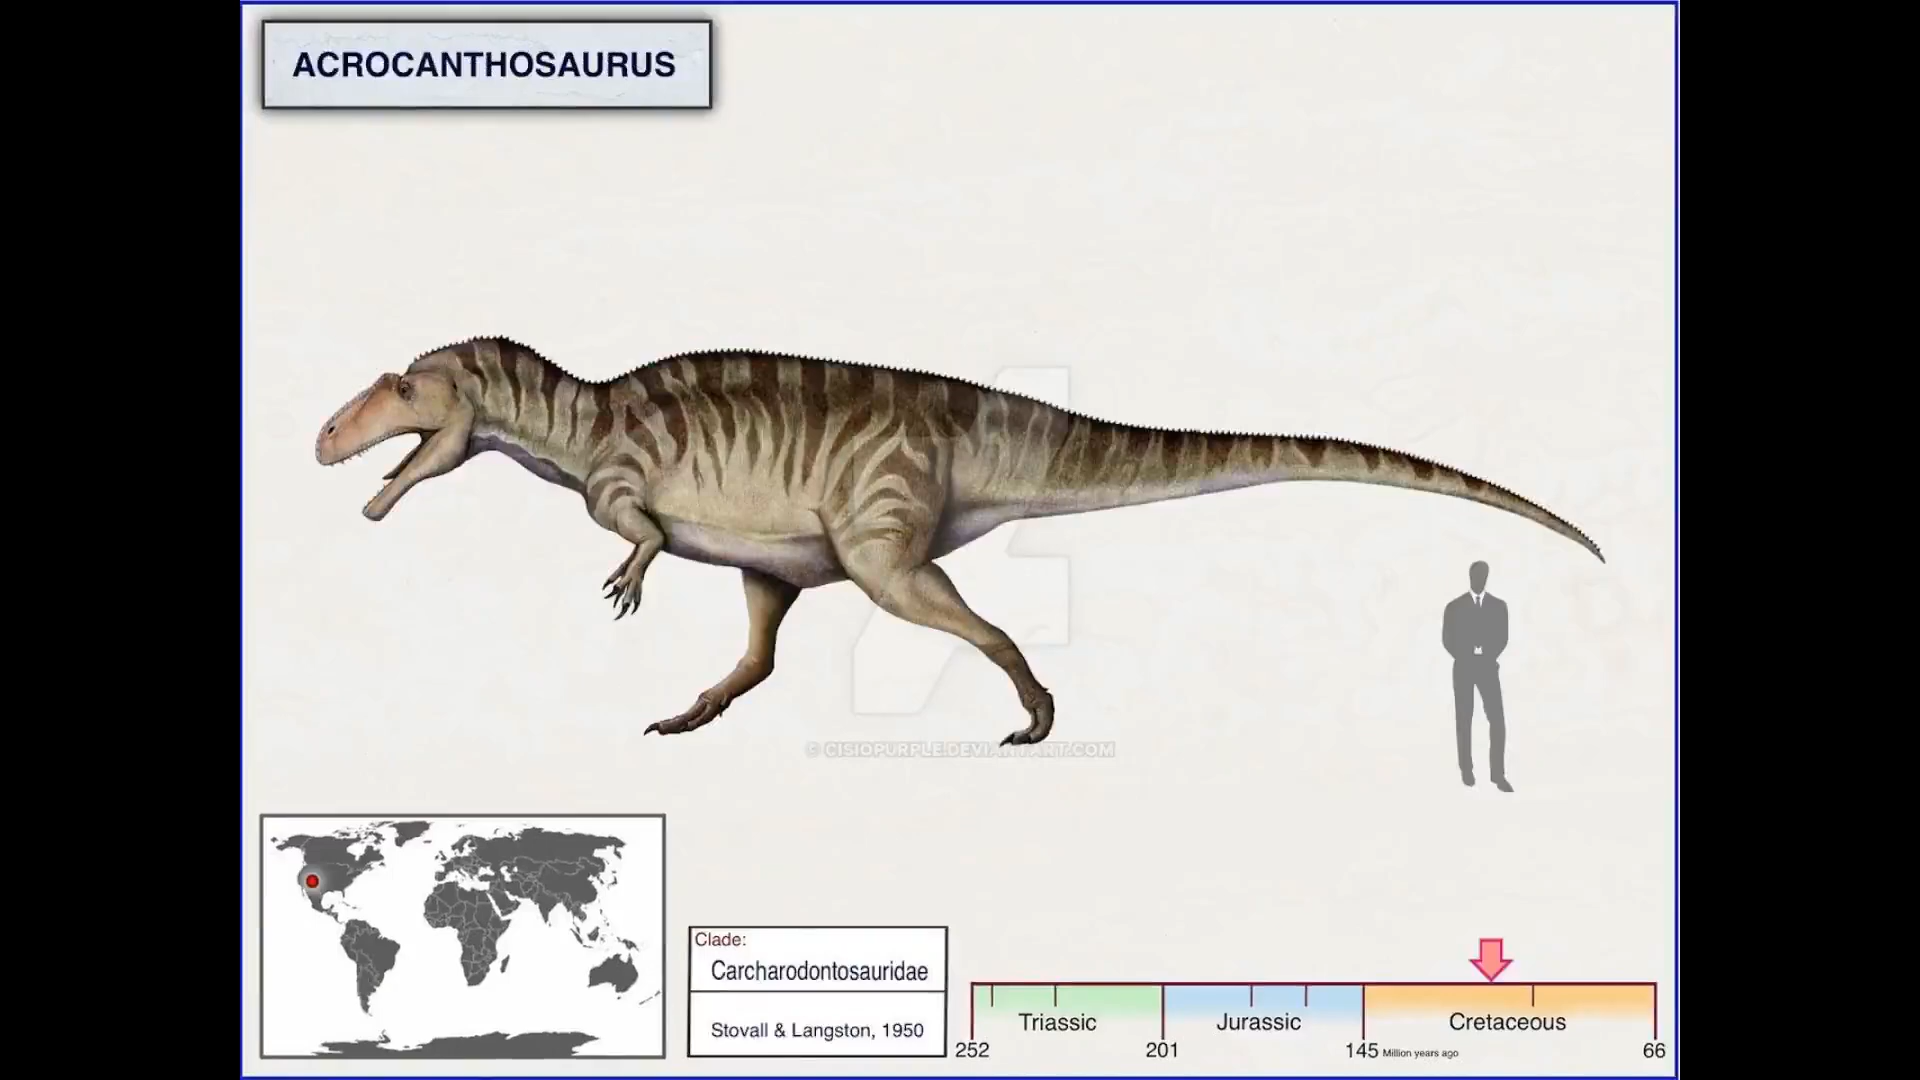 ACROCANTHOSAURUS
© CISIOPURPLE.DEVIANTART.COM
Clade:
Carcharodontosauridae
Stovall & Langston, 1950
Triassic
Jurassic
Cretaceous
252
201
145 Million years ago
66